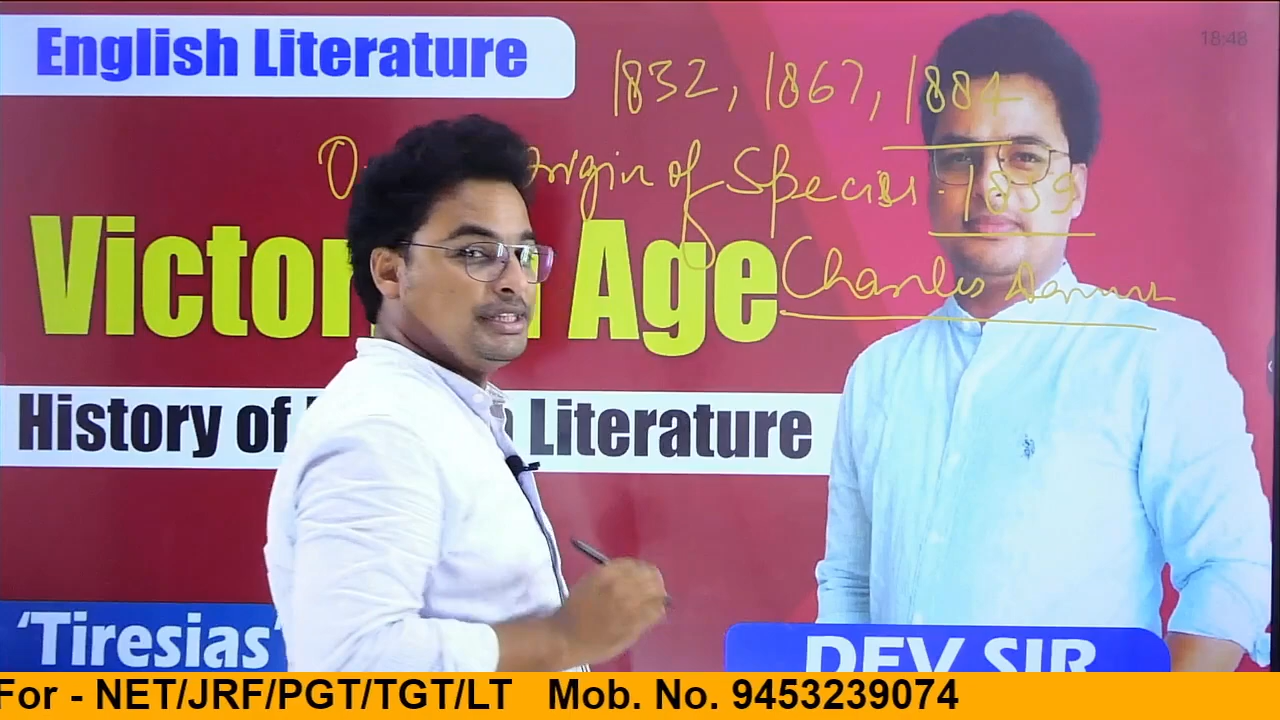 English Literature
18:48
1832, 1867, 1884
origin of Species - 1859
Victor Age
Charles Darwin
History of Literature
'Tiresias'
DEV SIR
For - NET/JRF/PGT/TGT/LT Mob. No. 9453239074